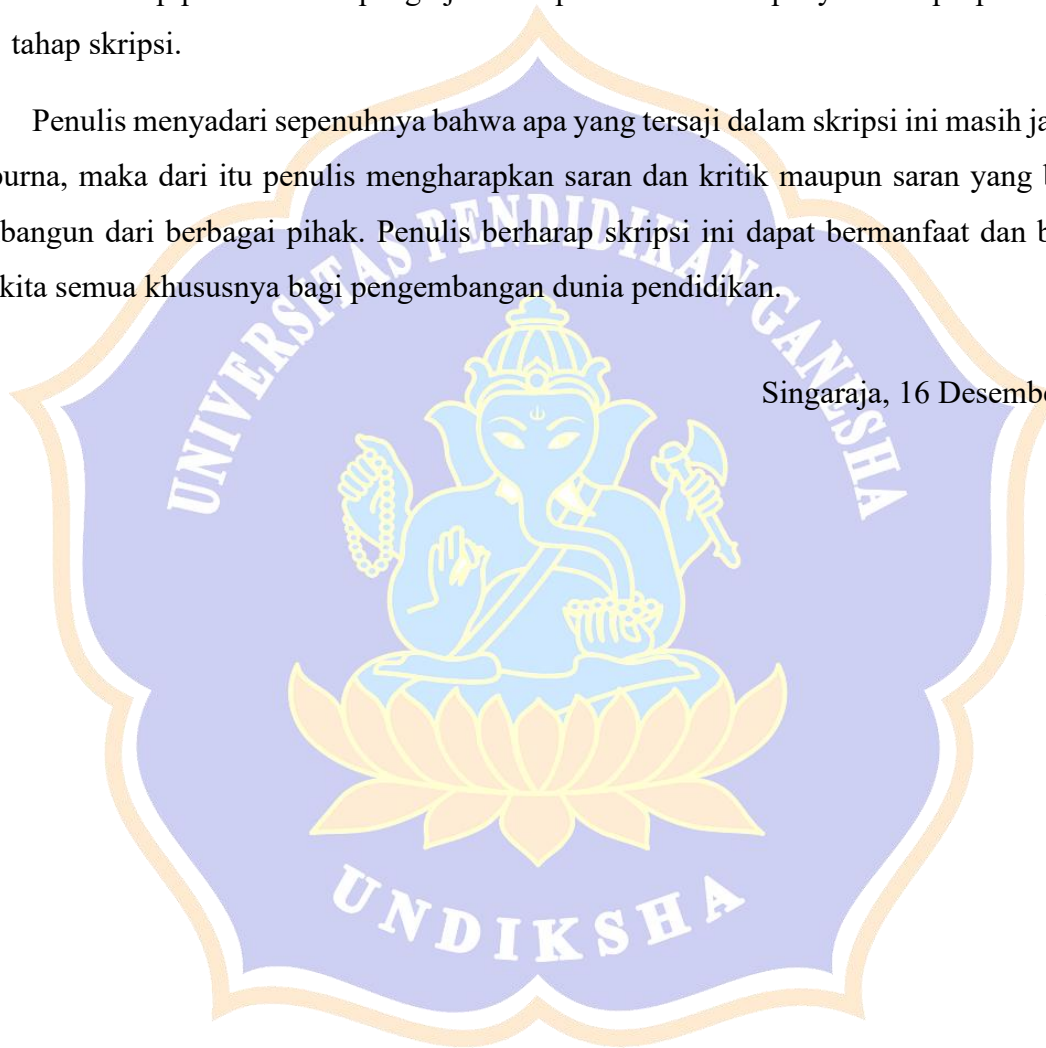 tahap skripsi.
Penulis menyadari sepenuhnya bahwa apa yang tersaji dalam skripsi ini masih
purna, maka dari itu penulis mengharapkan saran dan kritik maupun saran yang
bangun dari berbagai pihak. Penulis berharap skripsi ini dapat bermanfaat dan
kita semua khususnya bagi pengembangan dunia pendidikan.
Singaraja, 16 Desembe
UNIVERSITAS PENDIDIKAN GANESHA
UNDIKSHA